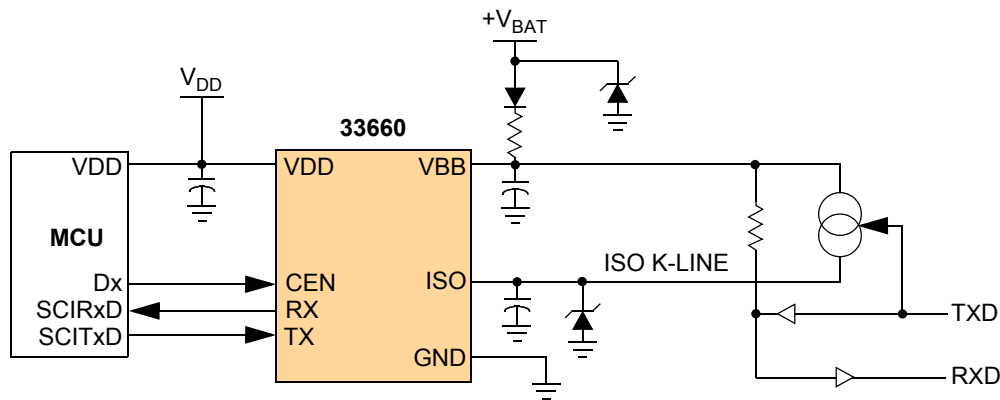 +VBAT
VDD
33660
VDD
VDD
VBB
MCU
ISO K-LINE
Dx
CEN
ISO
SCIRxD
RX
TXD
SCITxD
TX
GND
RXD